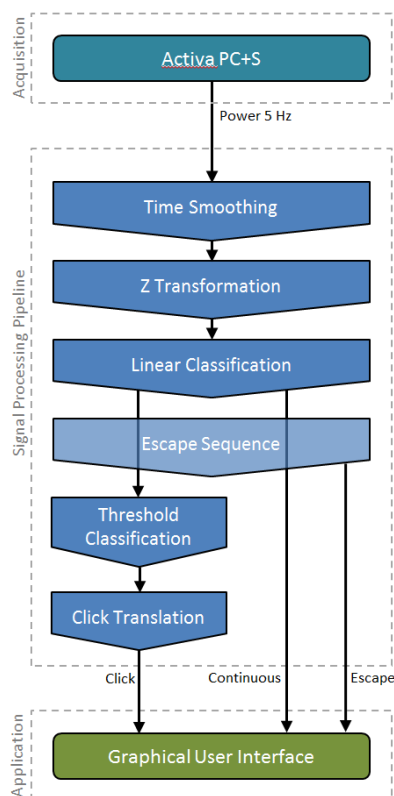 Acquisition
Activa PC+S
Power 5 Hz
Signal Processing Pipeline
Time Smoothing
Z Transformation
Linear Classification
Escape Sequence
Threshold
Classification
Click Translation
Click
Continuous
Escape
Application
Graphical User Interface